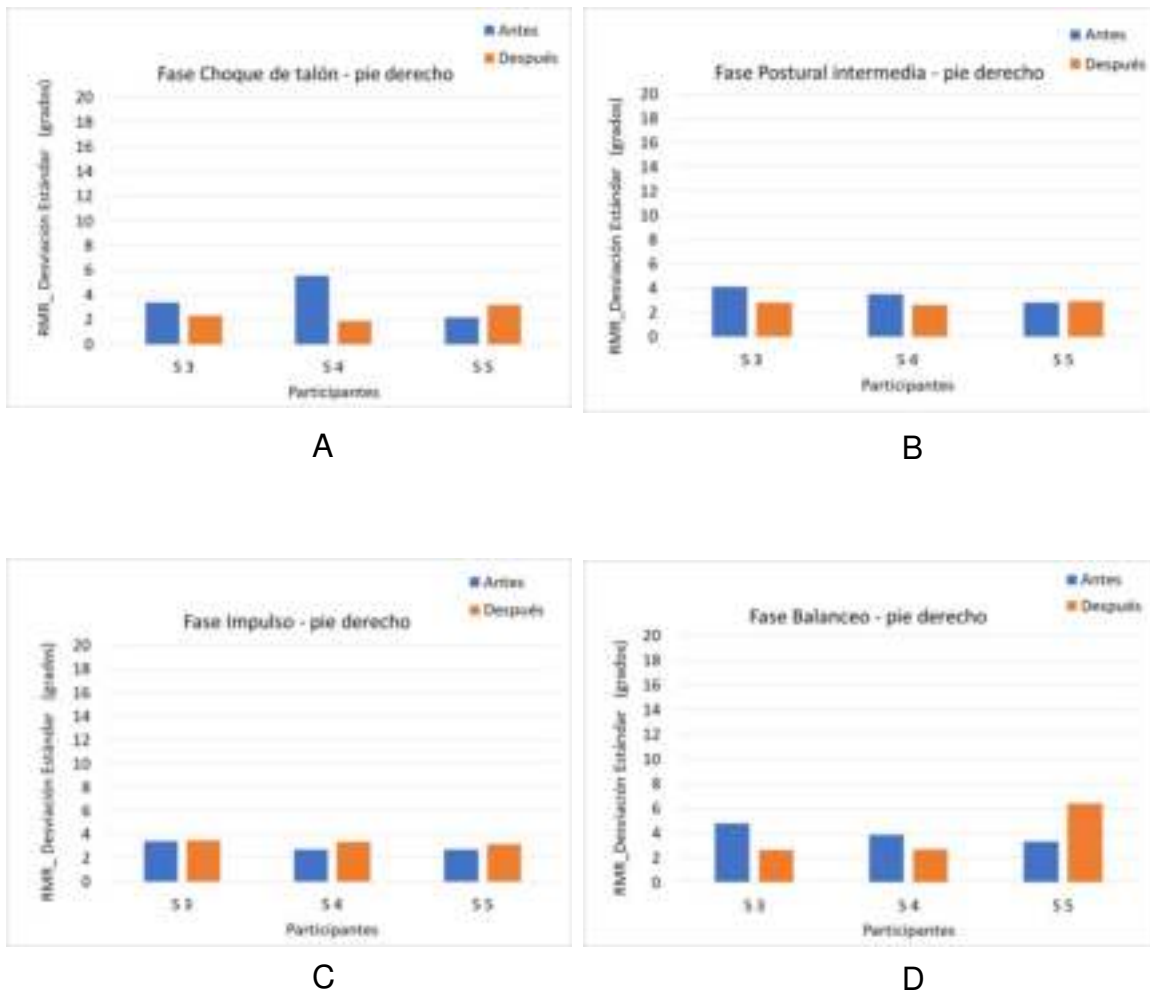 Antes
Después
Fase Choque de talón - pie derecho
RMR_ Desviación Estándar (grados)
20
18
16
14
12
10
8
6
4
2
0
S 3 S 4 S 5
Participantes
A
Antes
Después
Fase Postural intermedia - pie derecho
RMR_Desviación Estándar (grados)
20
18
16
14
12
10
8
6
4
2
0
S 3 S 4 S 5
Participantes
B
Antes
Después
Fase Impulso - pie derecho
RMR_ Desviación Estándar (grados)
20
18
16
14
12
10
8
6
4
2
0
S 3 S 4 S 5
Participantes
C
Antes
Después
Fase Balanceo - pie derecho
RMR_Desviación Estándar (grados)
20
18
16
14
12
10
8
6
4
2
0
S 3 S 4 S 5
Participantes
D